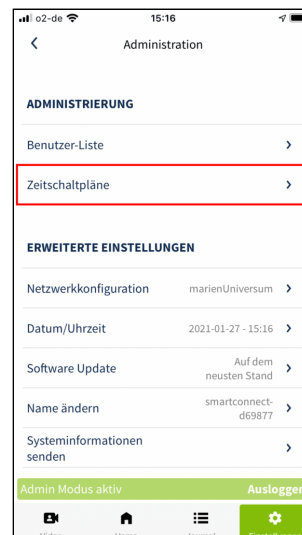 o2-de 15:16
Administration
ADMINISTRIERUNG
Benutzer-Liste
Zeitschaltpläne
ERWEITERTE EINSTELLUNGEN
Netzwerkkonfiguration marienUniversum
Datum/Uhrzeit 2021-01-27 - 15:16
Software Update Auf dem
neusten Stand
Name ändern smartconnect-
d69877
Systeminformationen
senden
Admin Modus aktiv Ausloggen